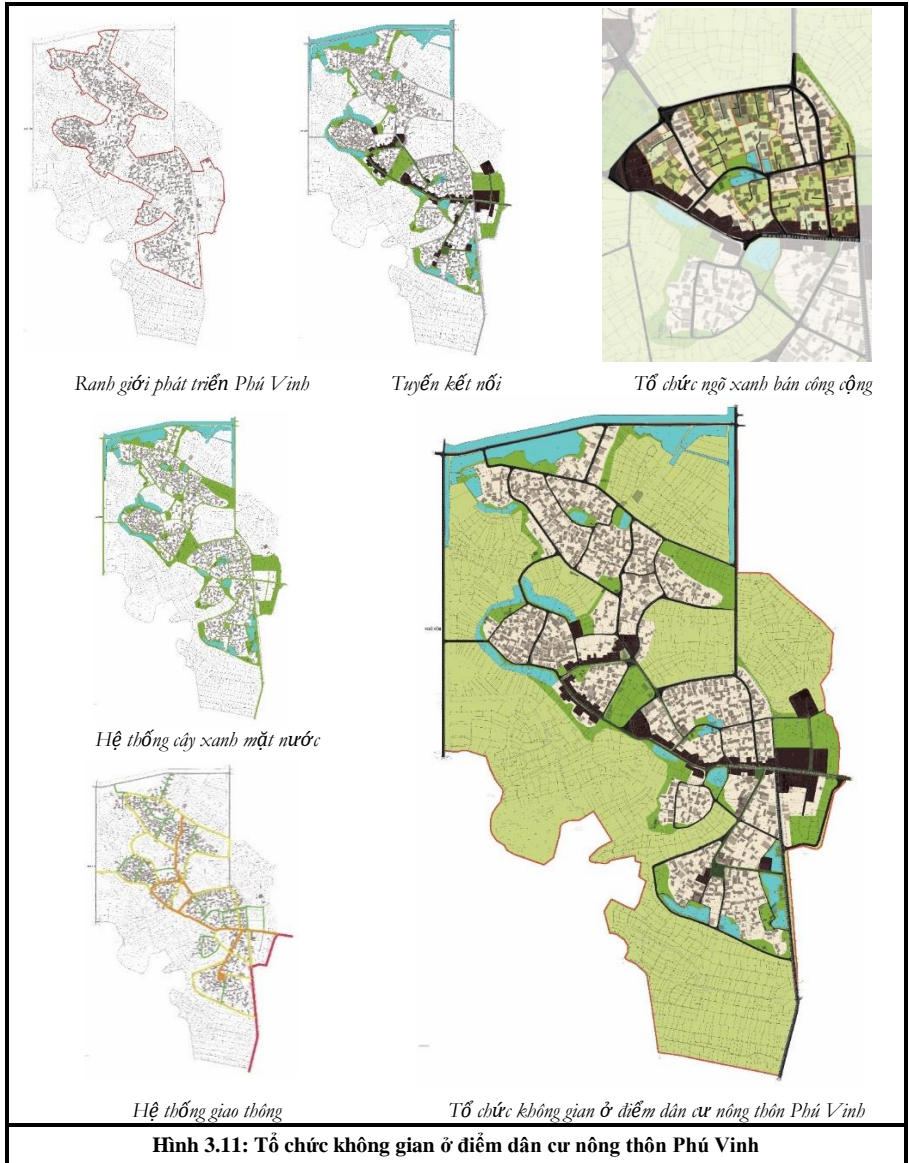 Ranh giới phát triển Phú Vinh
Tuyến kết nối
Tổ chức ngõ xanh bán công cộng
Hệ thống cây xanh mặt nước
Hệ thống giao thông
Tổ chức không gian ở điểm dân cư nông thôn Phú Vinh
Hình 3.11: Tổ chức không gian ở điểm dân cư nông thôn Phú Vinh